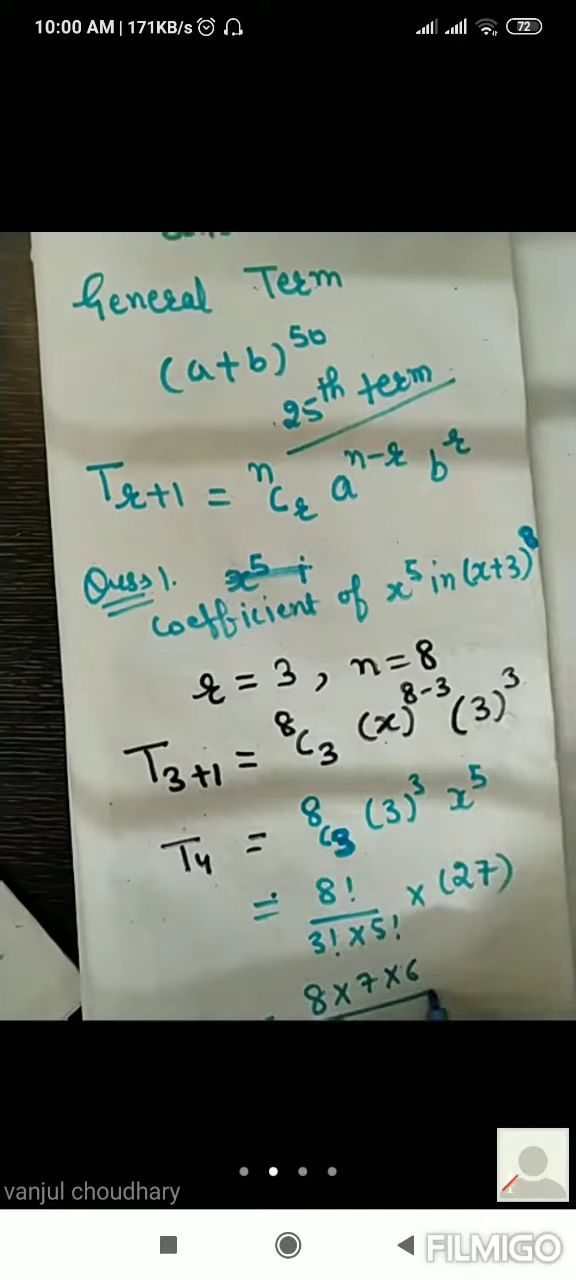 10:00 AM | 171KB/s
72
General Term
(a+b)^50
25th term
T_{r+1} = ^nC_r a^{n-r} b^r
Ques 1. x^5 i
coefficient of x^5 in (x+3)^8
r = 3, n = 8
T_{3+1} = ^8C_3 (x)^{8-3} (3)^3
T_4 = ^8C_3 (3)^3 x^5
= 8!/3!×5! × (27)
= 8×7×6
vanjul choudhary
FILMIGO